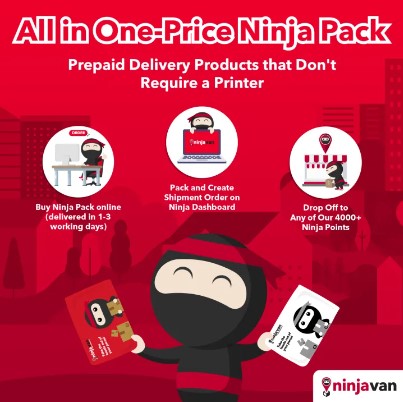 All in One-Price Ninja Pack
Prepaid Delivery Products that Don't
Require a Printer
ORDER
ninjavan
Buy Ninja Pack online
(delivered in 1-3
working days)
Pack and Create
Shipment Order on
Ninja Dashboard
Drop Off to
Any of Our 4000+
Ninja Points
ninjavan